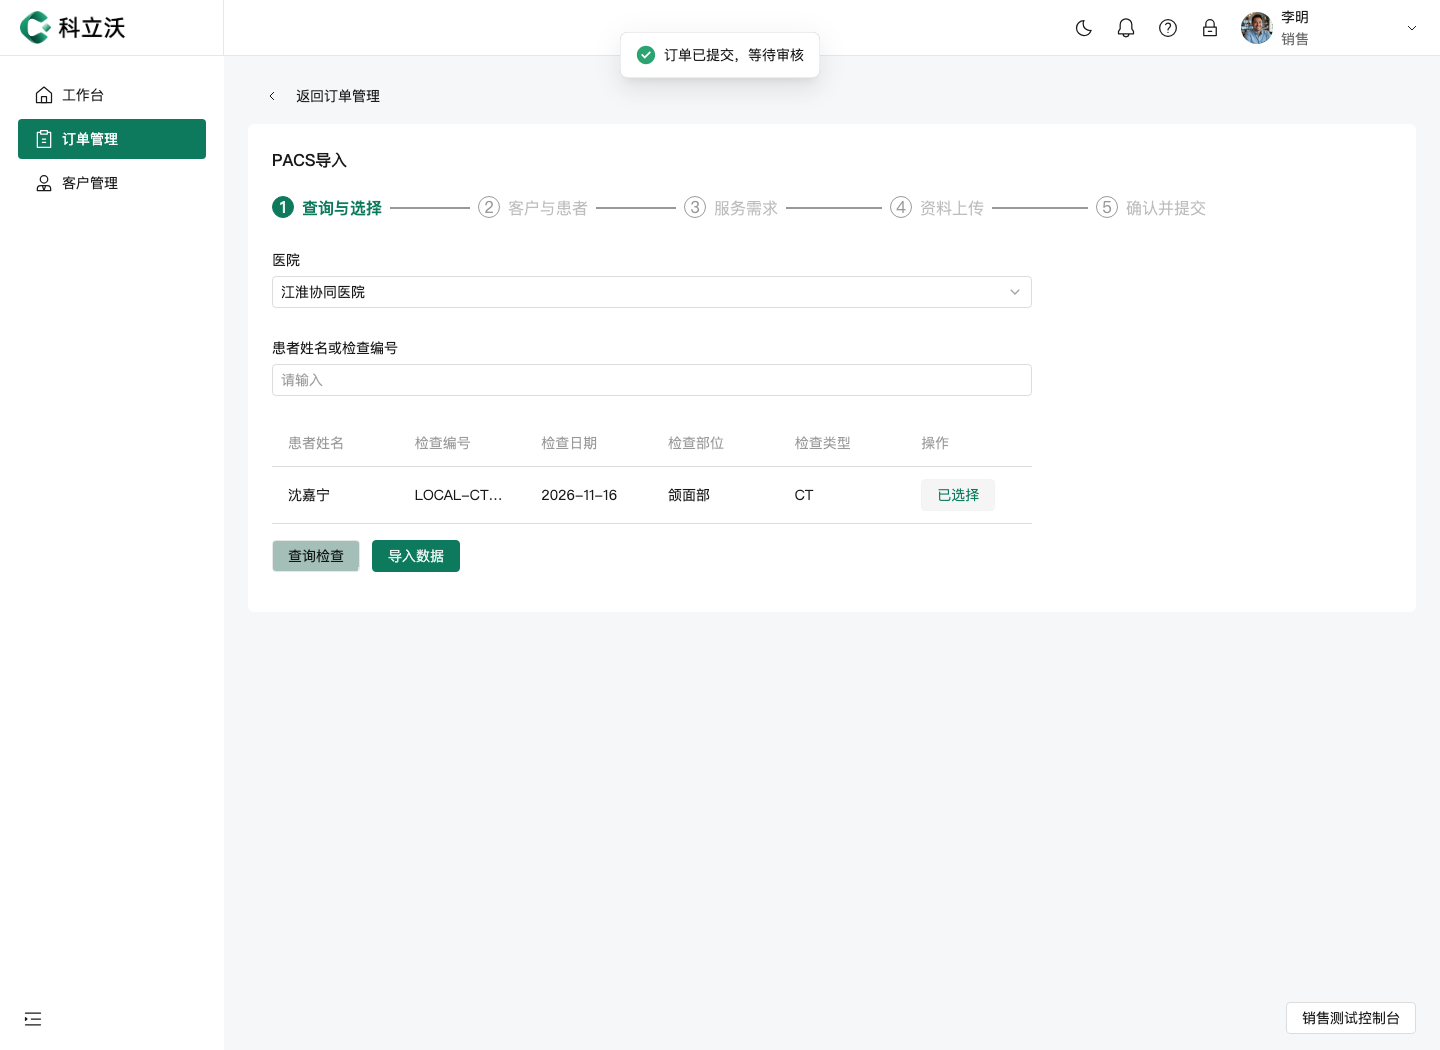 科立沃
李明
销售
订单已提交，等待审核
工作台
订单管理
客户管理
返回订单管理
PACS导入
1 查询与选择 2 客户与患者 3 服务需求 4 资料上传 5 确认并提交
医院
江淮协同医院
患者姓名或检查编号
请输入
患者姓名 检查编号 检查日期 检查部位 检查类型 操作
沈嘉宁 LOCAL-CT... 2026-11-16 颌面部 CT 已选择
查询检查 导入数据
销售测试控制台